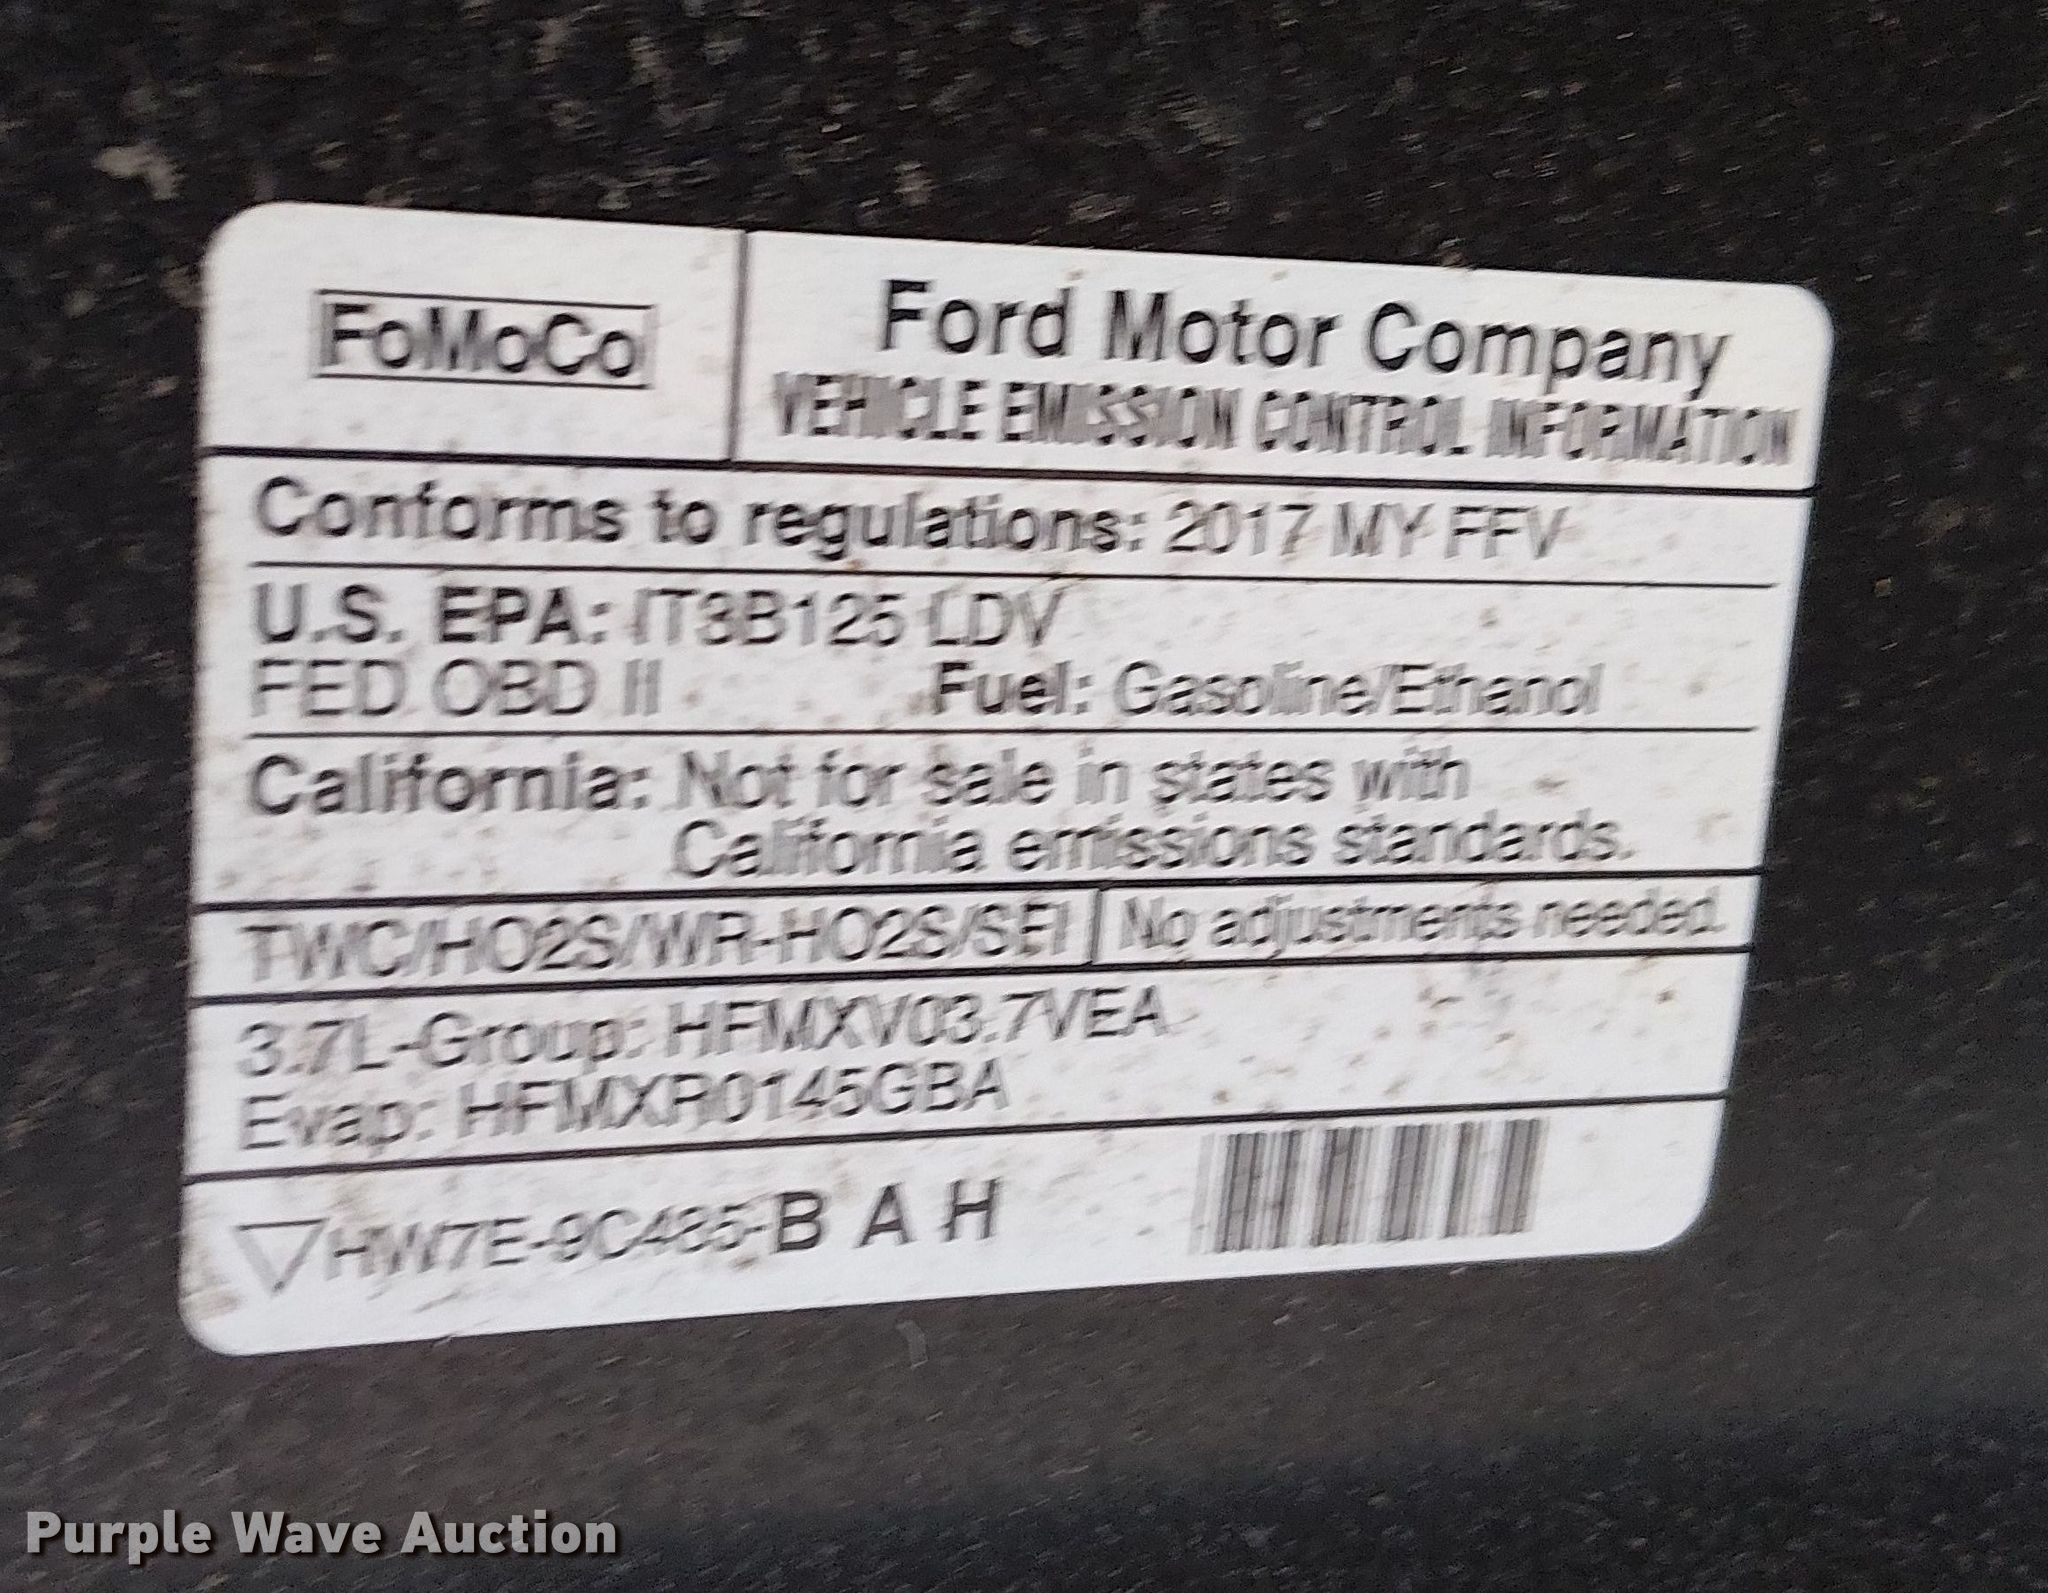 FoMoCo
Ford Motor Company
VEHICLE EMISSION CONTROL INFORMATION
Conforms to regulations: 2017 MY FFV
U.S. EPA: IT3B125 LDV
FED OBD II Fuel: Gasoline/Ethanol
California: Not for sale in states with
California emissions standards.
TWC/HO2S/WR-HO2S/SFI No adjustments needed.
3.7L-Group: HFMXV03.7VEA
Evap: HFMXR0145GBA
HW7E-9C485-B A H
Purple Wave Auction